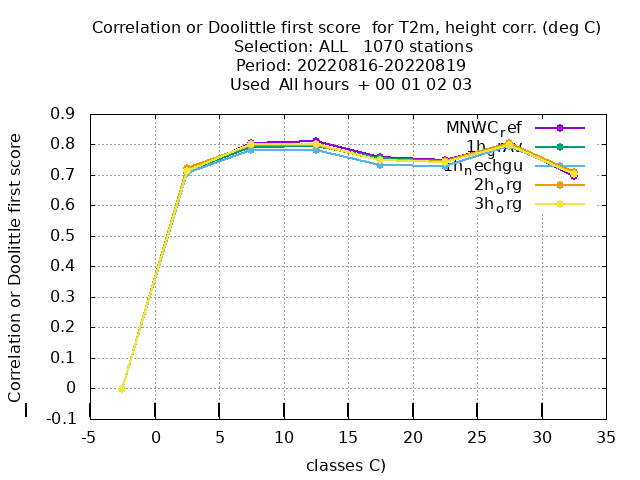 Correlation or Doolittle first score  for T2m, height corr. (deg C)
Selection: ALL   1070 stations
Period: 20220816-20220819
Used  All hours  + 00 01 02 03
Correlation or Doolittle first score
0.9
0.8
0.7
0.6
0.5
0.4
0.3
0.2
0.1
0
-0.1
MNWC_ref
1h_n_echgu
2h_org
3h_org
-5 0 5 10 15 20 25 30 35
classes C)